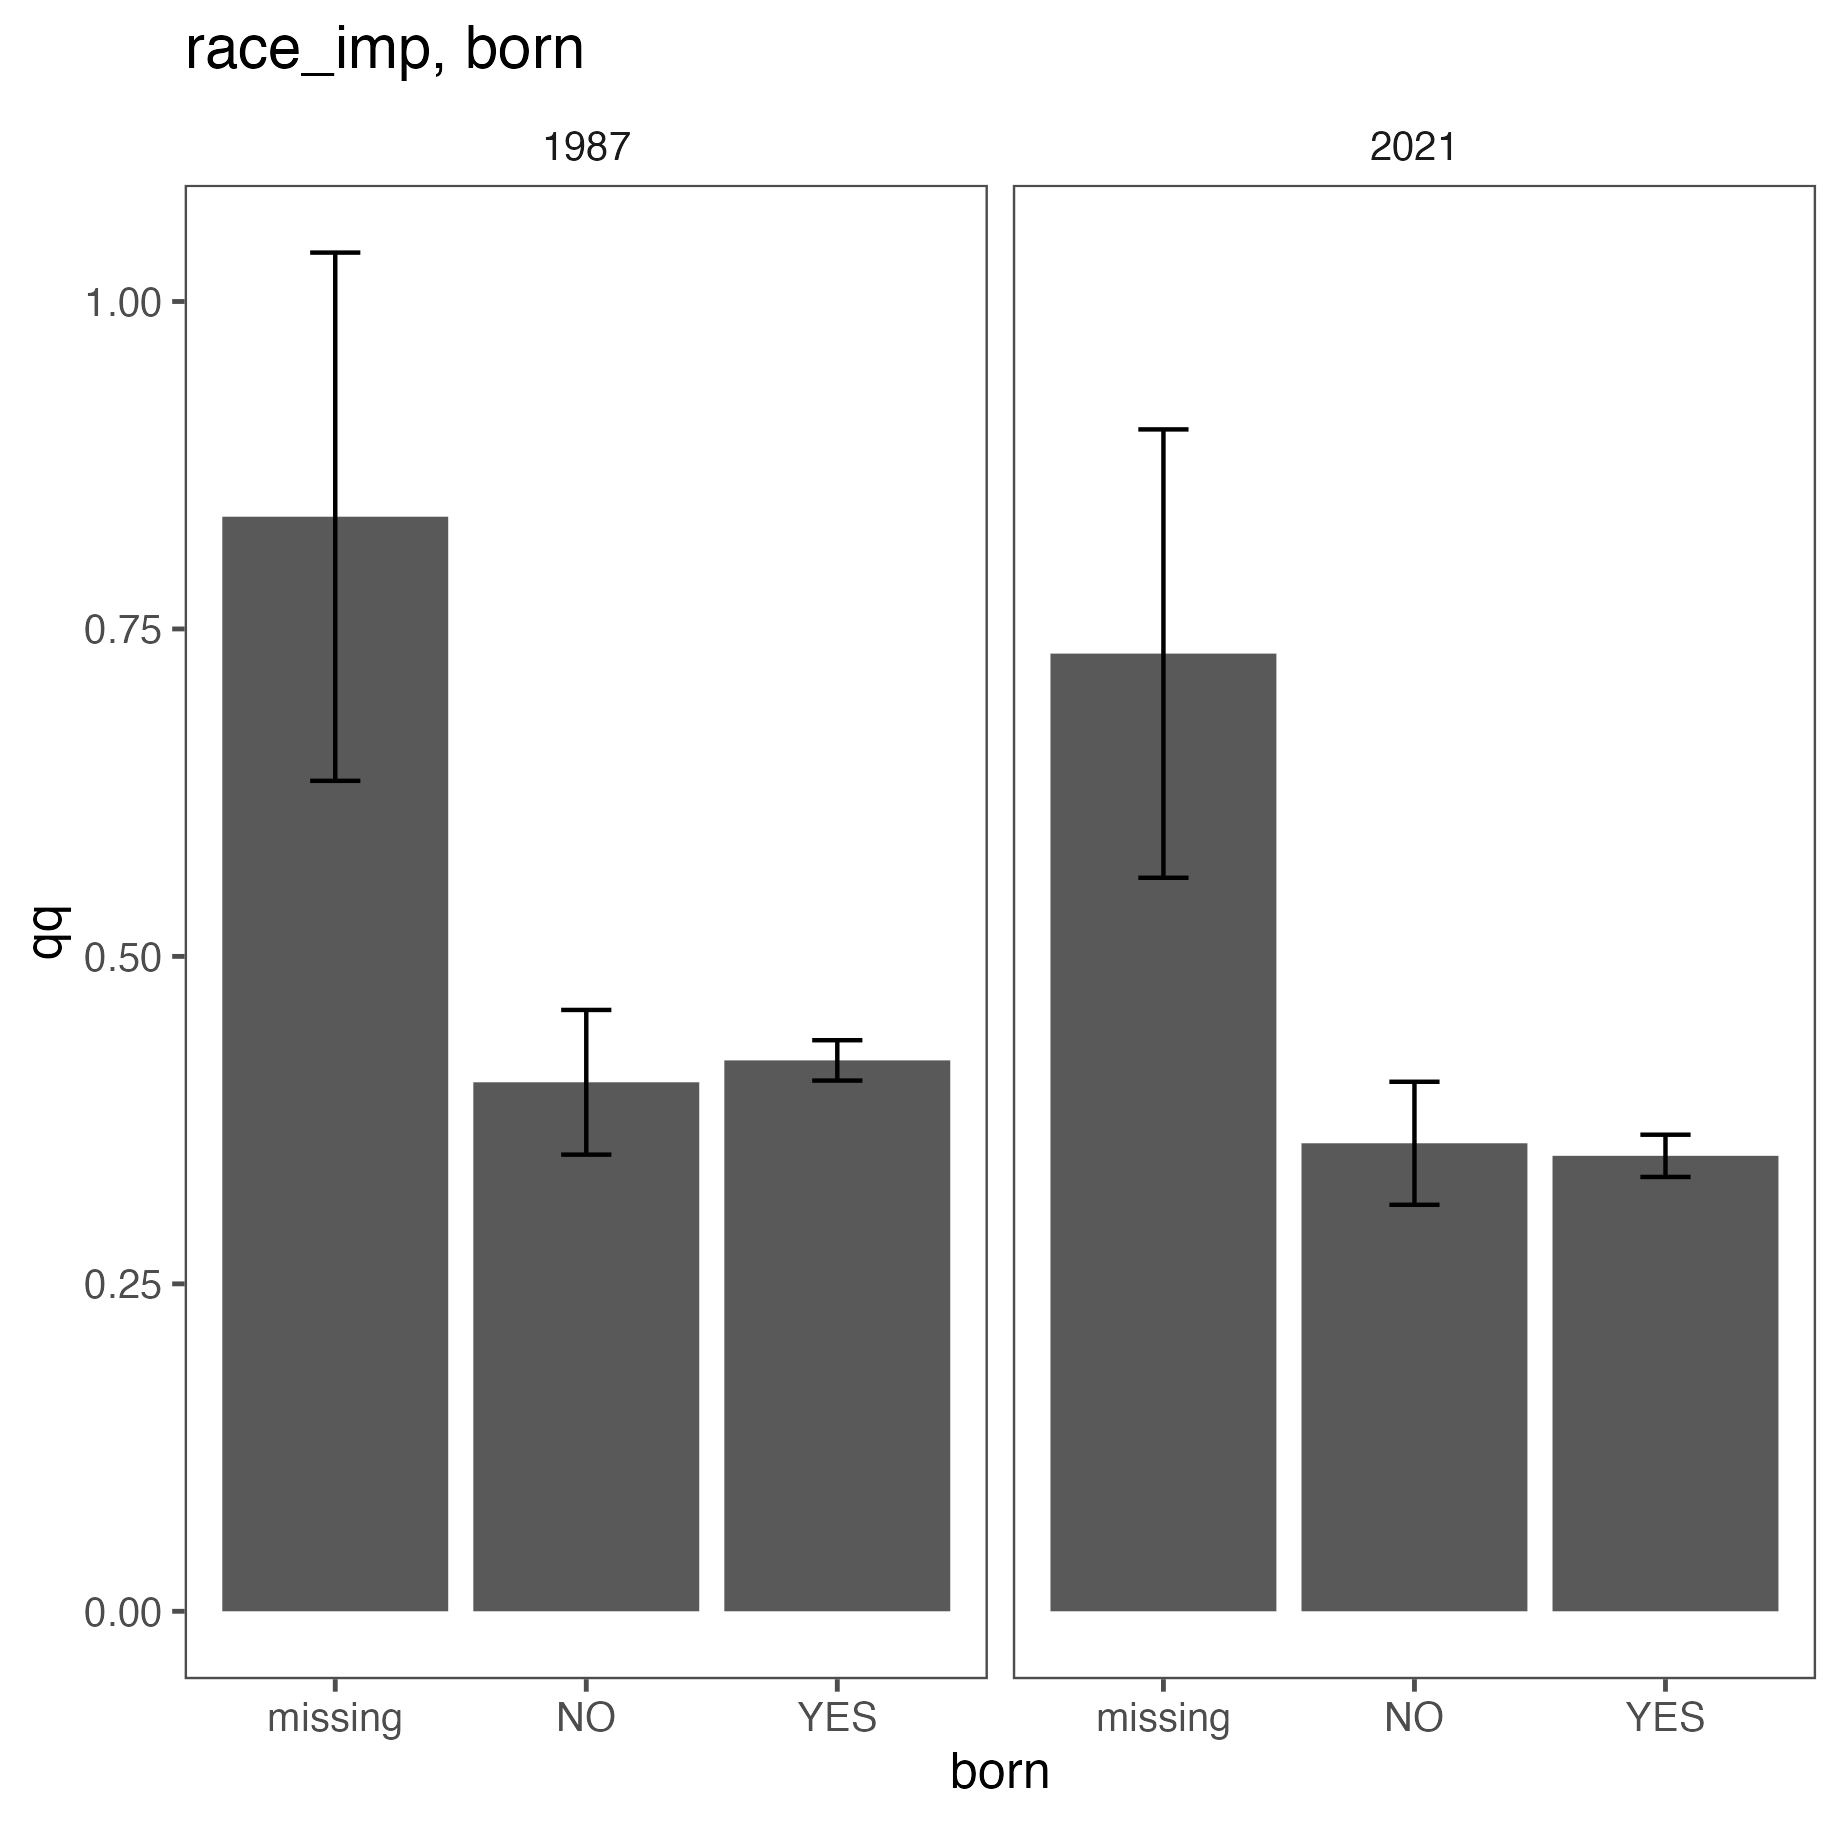 race_imp, born
1987 2021
1.00
0.75
0.50
0.25
0.00
qq
missing NO YES missing NO YES
born